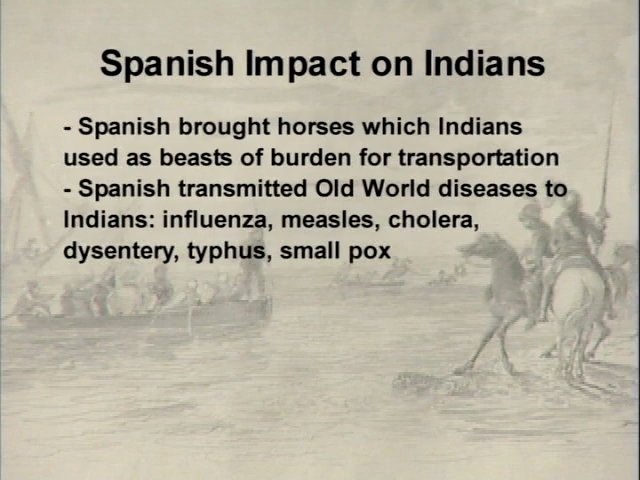 Spanish Impact on Indians
- Spanish brought horses which Indians
used as beasts of burden for transportation
- Spanish transmitted Old World diseases to
Indians: influenza, measles, cholera,
dysentery, typhus, small pox